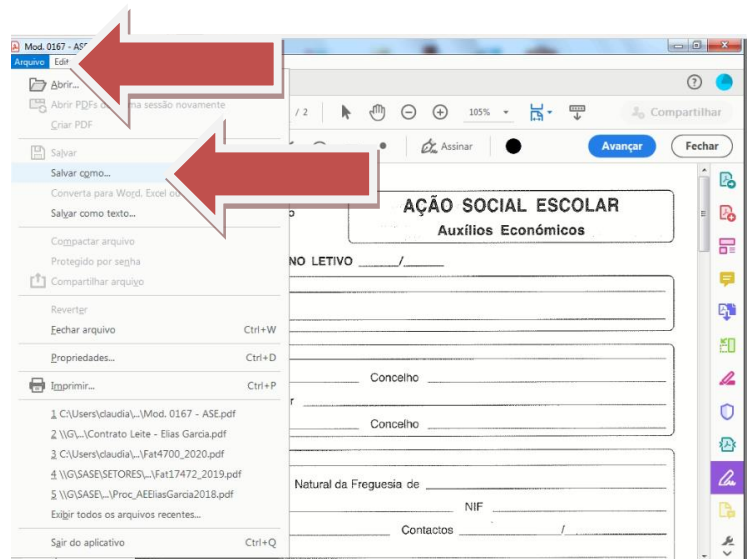 Mod. 0167 - ASE
Arquivo Edit
Abrir...
Abrir PDFs da ma sessão novamente
Criar PDF
/ 2 105% Compartilhar
Salvar
Assinar Avançar Fechar
Salvar como...
Converta para Word, Excel ou
Salvar como texto...
AÇÃO SOCIAL ESCOLAR
Auxílios Económicos
Compactar arquivo
Protegido por senha
NO LETIVO ______/______
Compartilhar arquivo
Reverter
Fechar arquivo Ctrl+W
Propriedades... Ctrl+D
Imprimir... Ctrl+P
Concelho
1 C:\Users\claudia\...\Mod. 0167 - ASE.pdf
2 \\G\...\Contrato Leite - Elias Garcia.pdf
Concelho
3 C:\Users\claudia\...\Fat4700_2020.pdf
4 \\G\SASE\SETORES\...\Fat17472_2019.pdf
5 \\G\SASE\...\Proc_AEEliasGarcia2018.pdf
Natural da Freguesia de
Exibir todos os arquivos recentes...
NIF
Contactos /
Sair do aplicativo Ctrl+Q